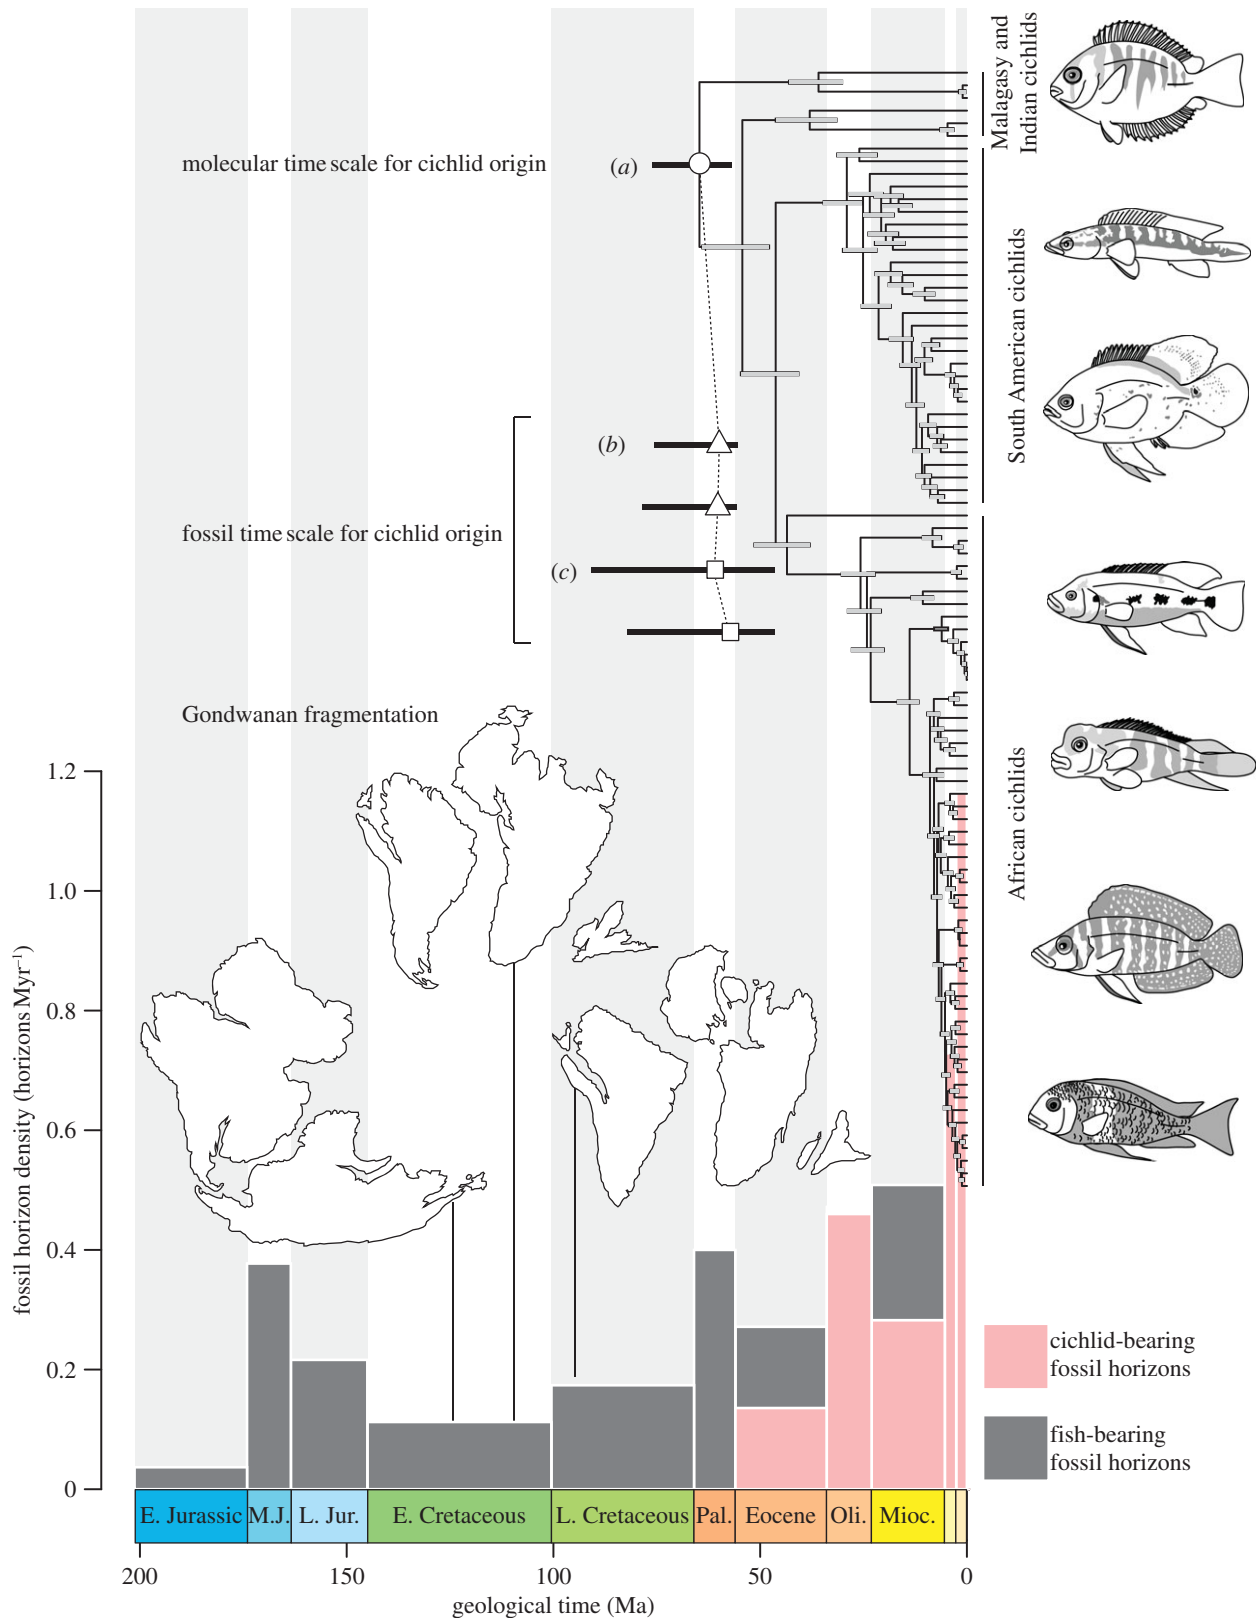 Malagasy and
Indian cichlids
molecular time scale for cichlid origin
(a)
South American cichlids
(b)
fossil time scale for cichlid origin
(c)
Gondwanan fragmentation
African cichlids
fossil horizon density (horizons Myr⁻¹)
1.2
1.0
0.8
0.6
0.4
0.2
0
cichlid-bearing
fossil horizons
fish-bearing
fossil horizons
E. Jurassic M.J. L. Jur. E. Cretaceous L. Cretaceous Pal. Eocene Oli. Mioc.
200 150 100 50 0
geological time (Ma)